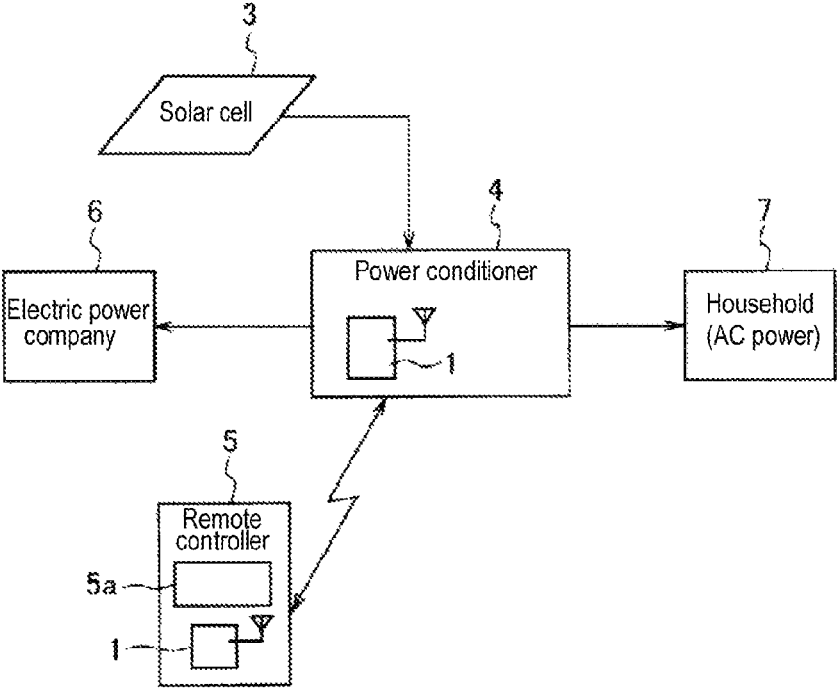 3
Solar cell
4
6
7
Power conditioner
Electric power
company
Household
(AC power)
1
5
Remote
controller
5a
1